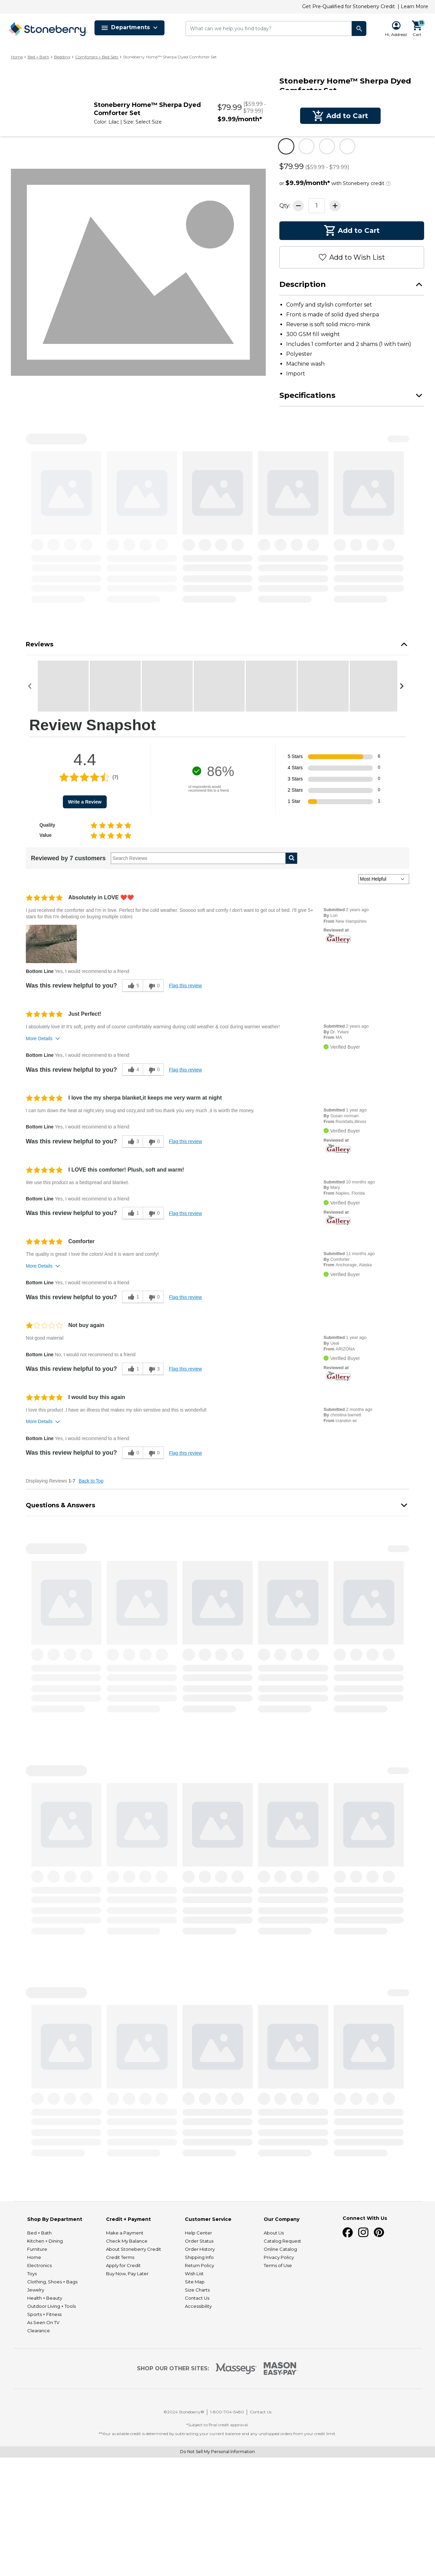 Get Pre-Qualified for Stoneberry Credit | Learn More
Stoneberry
Departments
What can we help you find today?
Hi, Address!
Cart
Home > Bed + Bath > Bedding > Comforters + Bed Sets > Stoneberry Home™ Sherpa Dyed Comforter Set
Stoneberry Home™ Sherpa Dyed
Stoneberry Home™ Sherpa Dyed Comforter Set
Color: Lilac | Size: Select Size
$79.99 ($59.99 - $79.99)
$9.99/month*
Add to Cart
$79.99 ($59.99 - $79.99)
or $9.99/month* with Stoneberry credit
Qty: 1
Add to Cart
Add to Wish List
Description
Comfy and stylish comforter set
Front is made of solid dyed sherpa
Reverse is soft solid micro-mink
300 GSM fill weight
Includes 1 comforter and 2 shams (1 with twin)
Polyester
Machine wash
Import
Specifications
Reviews
Review Snapshot
4.4
(7)
Write a Review
86%
of respondents would recommend this to a friend
5 Stars 6
4 Stars 0
3 Stars 0
2 Stars 0
1 Star 1
Quality
Value
Reviewed by 7 customers
Search Reviews
Most Helpful
Absolutely in LOVE ❤️❤️
I just received the comforter and I'm in love. Perfect for the cold weather. Sooooo soft and comfy I don't want to get out of bed. I'll give 5+ stars for this I'm debating on buying multiple colors
Submitted 2 years ago
By Lori
From New Hampshire
Reviewed at
Gallery
Bottom Line Yes, I would recommend to a friend
Was this review helpful to you? 6 0 Flag this review
Just Perfect!
I absolutely love it! It's soft, pretty and of course comfortably warming during cold weather & cool during warmer weather!
More Details
Submitted 2 years ago
By Dr. Yvken
From MA
Verified Buyer
Bottom Line Yes, I would recommend to a friend
Was this review helpful to you? 4 0 Flag this review
I love the my sherpa blanket,it keeps me very warm at night
I can turn down the heat at night,very snug and cozy,and soft too.thank you very much ,it is worth the money.
Submitted 1 year ago
By Susan norman
From Rockfalls,illinois
Verified Buyer
Reviewed at
Gallery
Bottom Line Yes, I would recommend to a friend
Was this review helpful to you? 3 0 Flag this review
I LOVE this comforter! Plush, soft and warm!
We use this product as a bedspread and blanket.
Submitted 10 months ago
By Mary
From Naples, Florida
Verified Buyer
Reviewed at
Gallery
Bottom Line Yes, I would recommend to a friend
Was this review helpful to you? 1 0 Flag this review
Comforter
The quality is great! I love the colors! And it is warm and comfy!
More Details
Submitted 11 months ago
By Comforter
From Anchorage, Alaska
Verified Buyer
Bottom Line Yes, I would recommend to a friend
Was this review helpful to you? 1 0 Flag this review
Not buy again
Not good material
Submitted 1 year ago
By Ueat
From ARIZONA
Verified Buyer
Reviewed at
Gallery
Bottom Line No, I would not recommend to a friend
Was this review helpful to you? 1 3 Flag this review
I would buy this again
I love this product .I have an illness that makes my skin sensitive and this is wonderful!
More Details
Submitted 2 months ago
By christina barnett
From crandon wi
Bottom Line Yes, I would recommend to a friend
Was this review helpful to you? 0 0 Flag this review
Displaying Reviews 1-7 Back to Top
Questions & Answers
Shop By Department
Bed + Bath
Kitchen + Dining
Furniture
Home
Electronics
Toys
Clothing, Shoes + Bags
Jewelry
Health + Beauty
Outdoor Living + Tools
Sports + Fitness
As Seen On TV
Clearance
Credit + Payment
Make a Payment
Check My Balance
About Stoneberry Credit
Credit Terms
Apply for Credit
Buy Now, Pay Later
Customer Service
Help Center
Order Status
Order History
Shipping Info
Return Policy
Wish List
Site Map
Size Charts
Contact Us
Accessibility
Our Company
About Us
Catalog Request
Online Catalog
Privacy Policy
Terms of Use
Connect With Us
SHOP OUR OTHER SITES: Masseys MASON EASY-PAY
©2024 Stoneberry® | 1-800-704-5480 | Contact Us
*Subject to final credit approval.
**Your available credit is determined by subtracting your current balance and any unshipped orders from your credit limit.
Do Not Sell My Personal Information